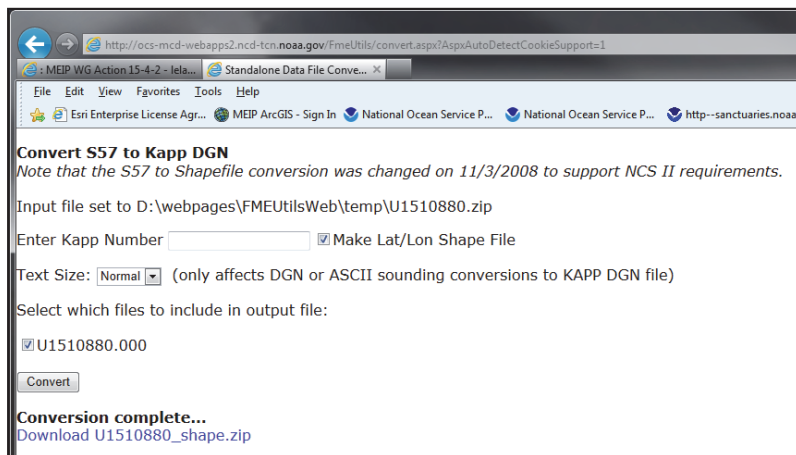 http://ocs-mcd-webapps2.ncd-tcn.noaa.gov/FmeUtils/convert.aspx?AspxAutoDetectCookieSupport=1
: MEIP WG Action 15-4-2 - Iela... Standalone Data File Conve... ×
File Edit View Favorites Tools Help
Esri Enterprise License Agr... MEIP ArcGIS - Sign In National Ocean Service P... National Ocean Service P... http--sanctuaries.noaa
Convert S57 to Kapp DGN
Note that the S57 to Shapefile conversion was changed on 11/3/2008 to support NCS II requirements.
Input file set to D:\webpages\FMEUtilsWeb\temp\U1510880.zip
Enter Kapp Number Make Lat/Lon Shape File
Text Size: Normal (only affects DGN or ASCII sounding conversions to KAPP DGN file)
Select which files to include in output file:
U1510880.000
Convert
Conversion complete...
Download U1510880_shape.zip